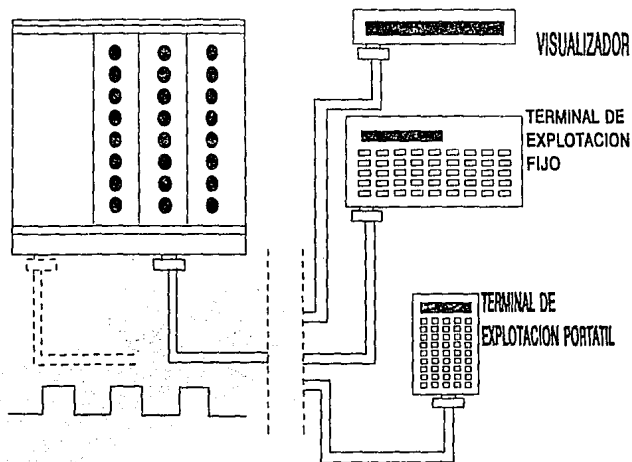 VISUALIZADOR
TERMINAL DE
EXPLOTACION
FIJO
TERMINAL DE
EXPLOTACION PORTATIL